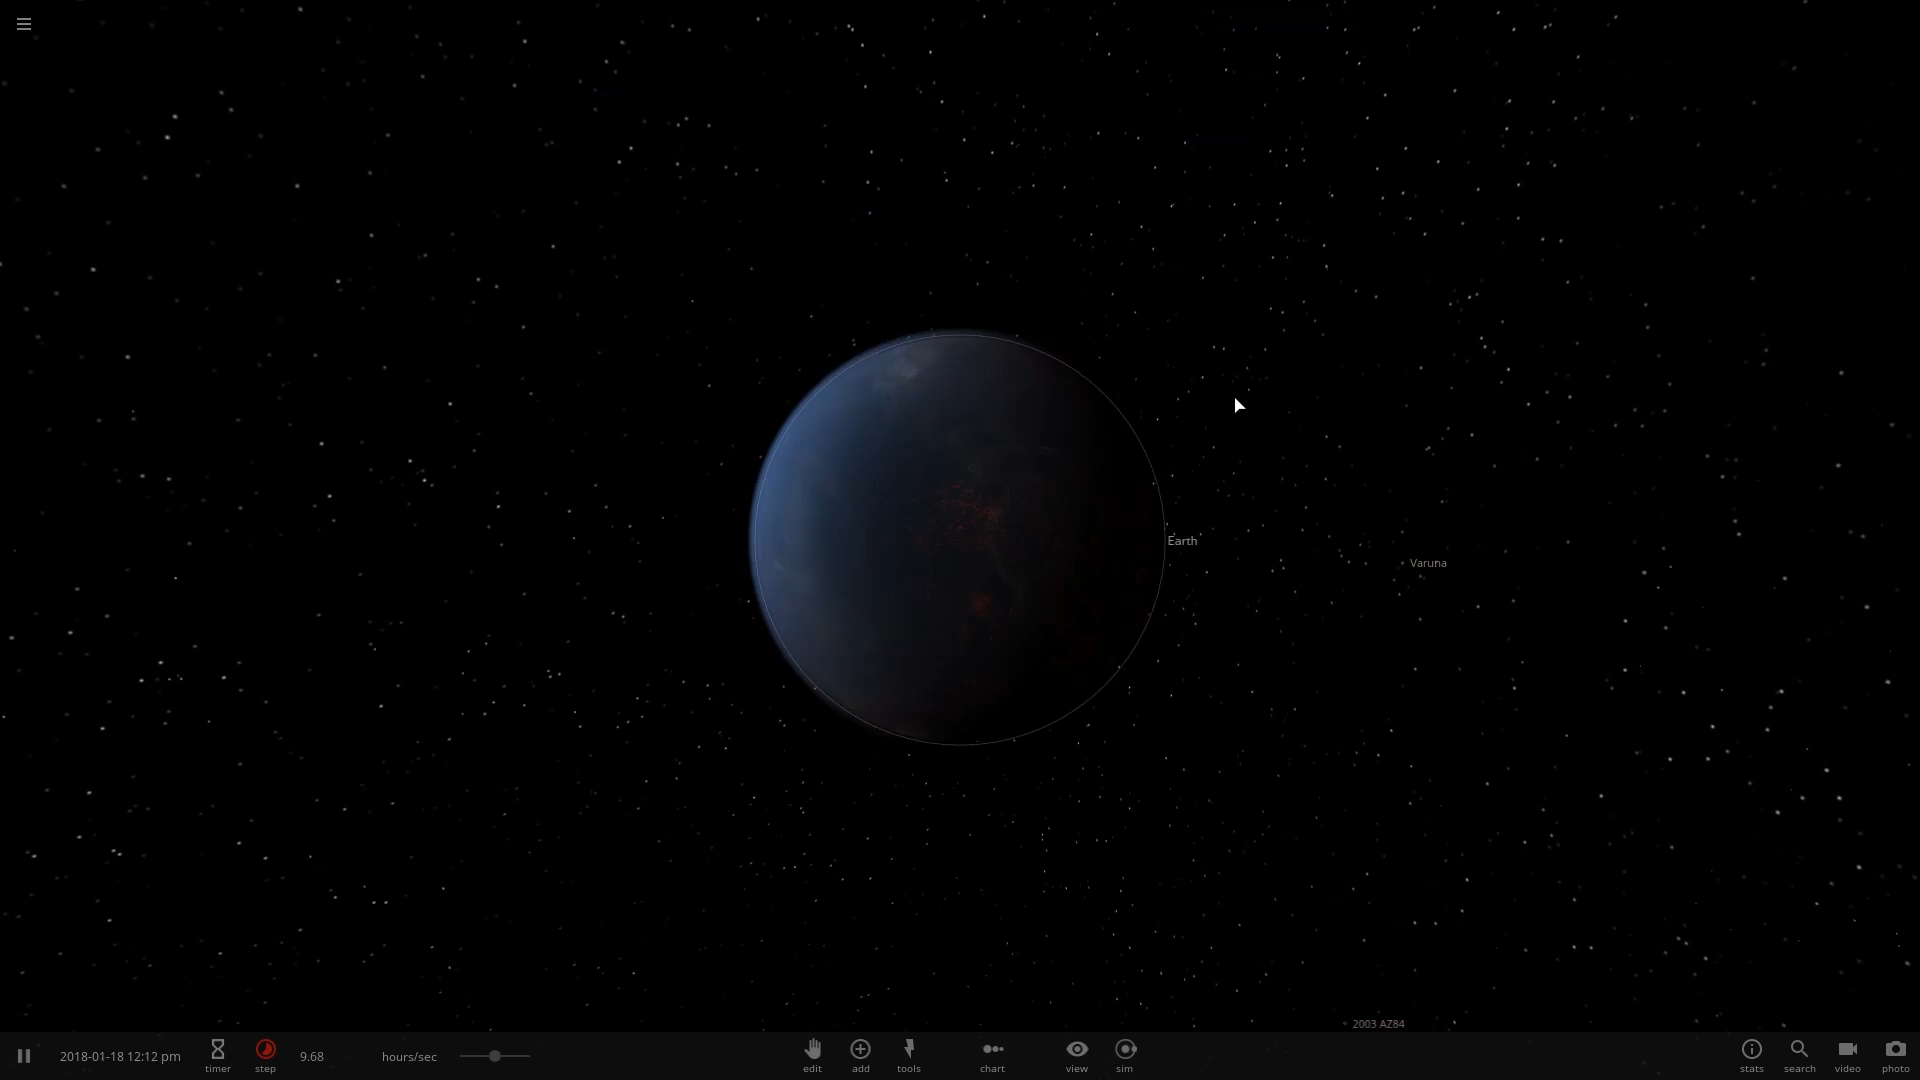 Earth
Varuna
2003 AZ84
2018-01-18 12:12 pm
timer
step
9.68
hours/sec
edit
add
tools
chart
view
sim
stats
search
video
photo